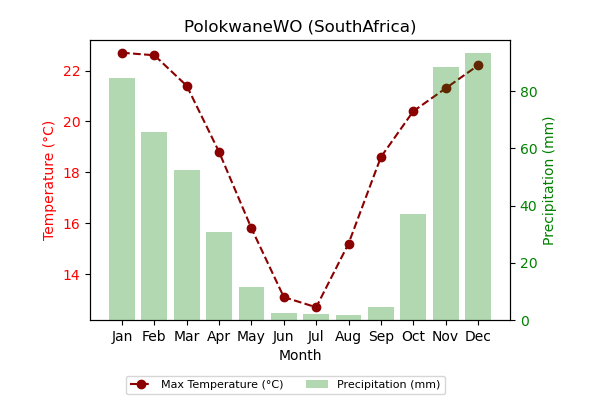 PolokwaneWO (SouthAfrica)
Temperature (°C)
22
20
18
16
14
Precipitation (mm)
80
60
40
20
0
Jan Feb Mar Apr May Jun Jul Aug Sep Oct Nov Dec
Month
Max Temperature (°C) Precipitation (mm)